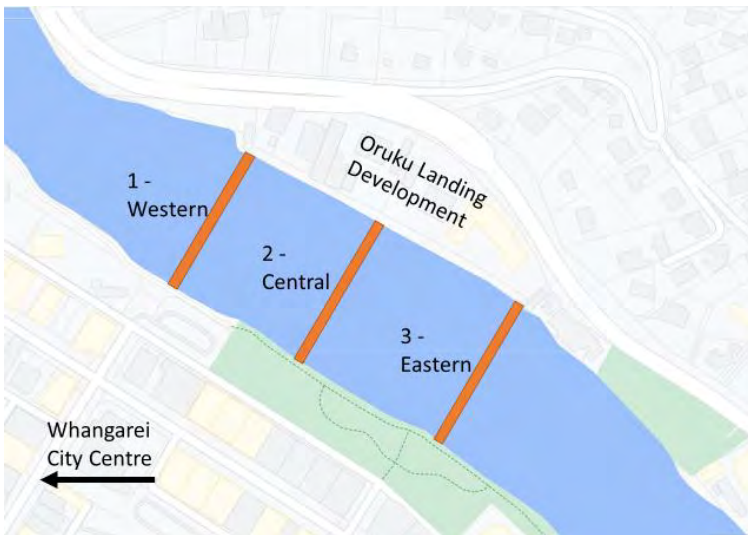 Oruku Landing
Development
1 -
Western
2 -
Central
3 -
Eastern
Whangarei
City Centre